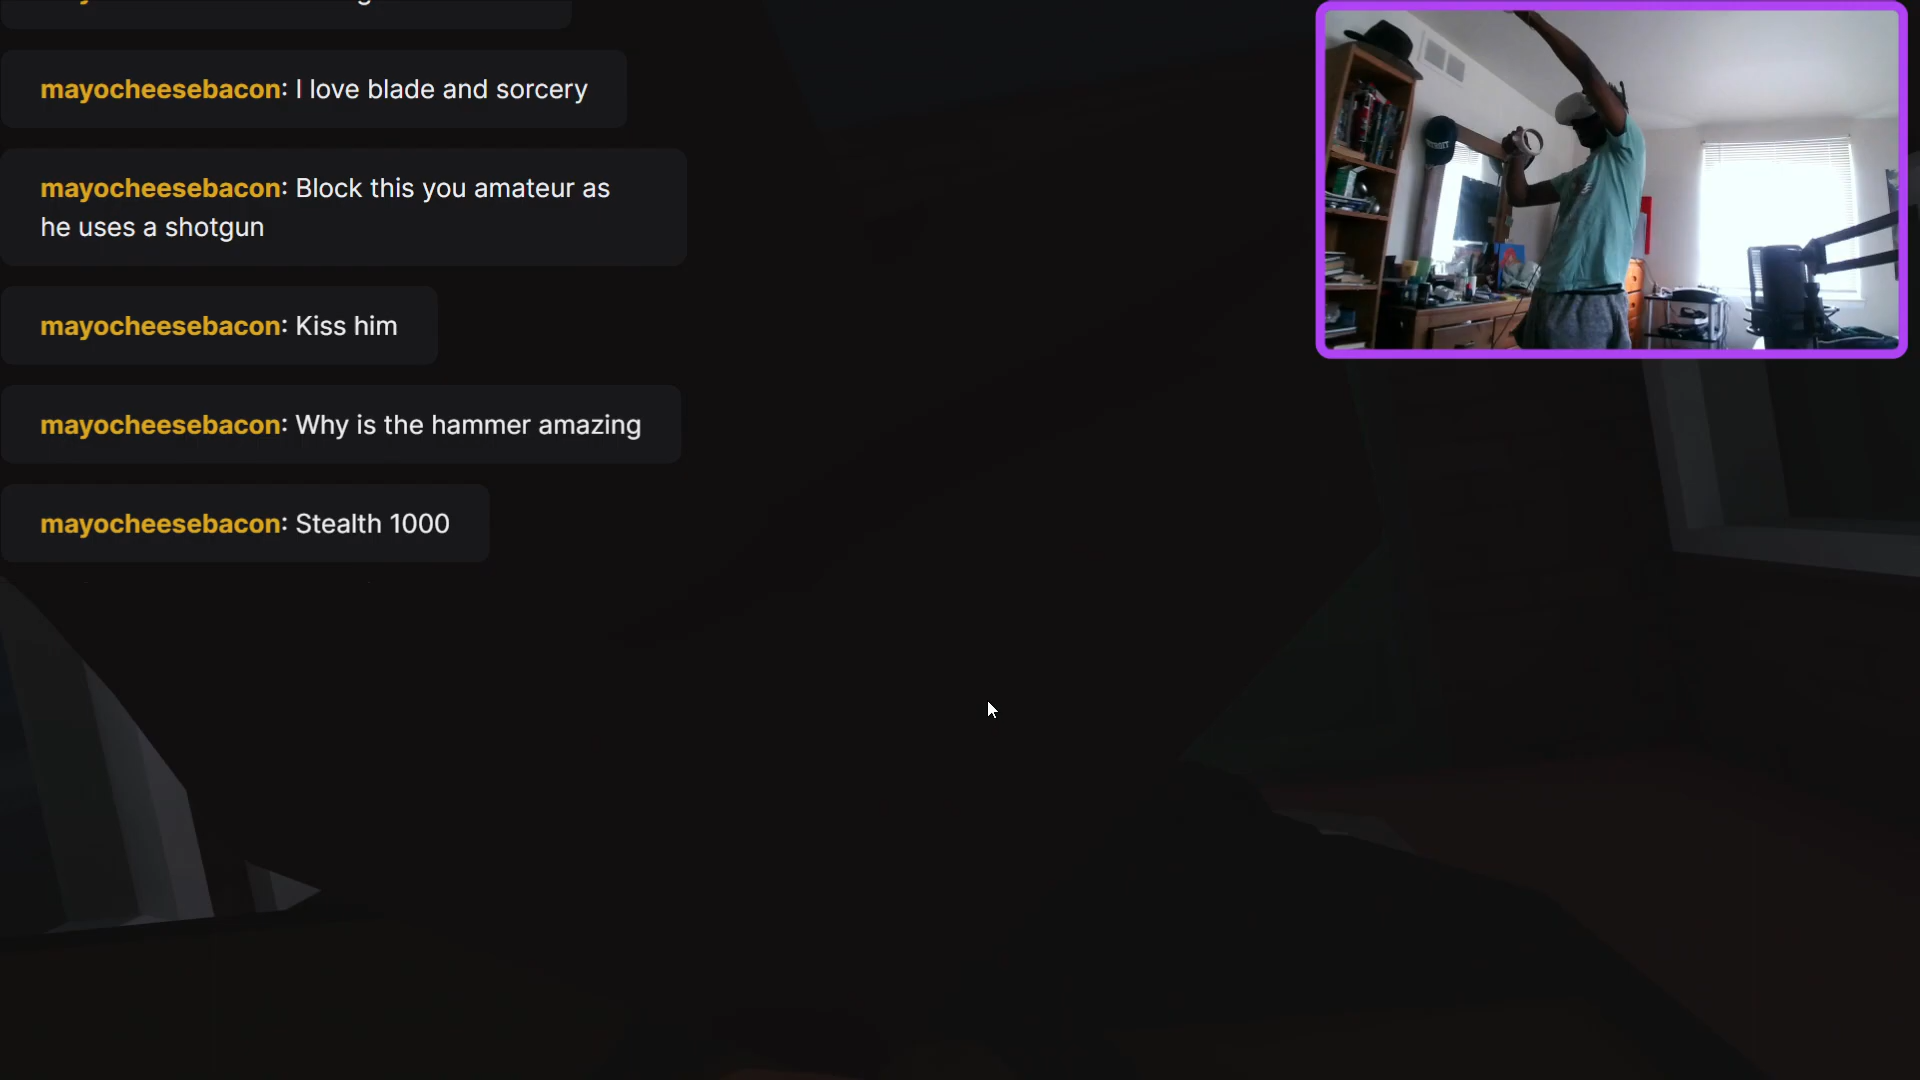 mayocheesebacon: I love blade and sorcery
mayocheesebacon: Block this you amateur as
he uses a shotgun
mayocheesebacon: Kiss him
mayocheesebacon: Why is the hammer amazing
mayocheesebacon: Stealth 1000
DETROIT